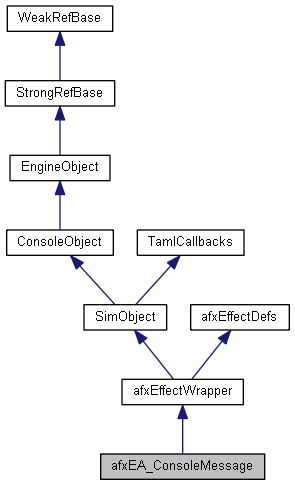 WeakRefBase
StrongRefBase
EngineObject
ConsoleObject
TamlCallbacks
SimObject
afxEffectDefs
afxEffectWrapper
afxEA_ConsoleMessage